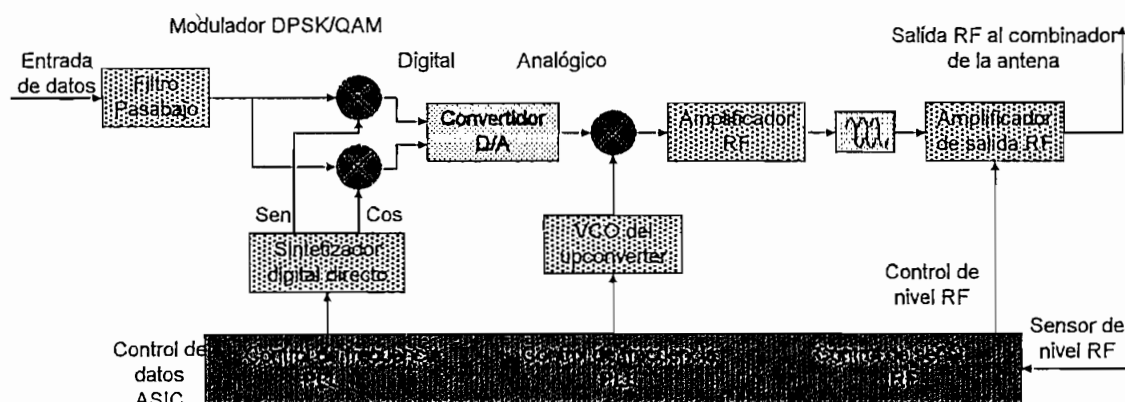 Modulador DPSK/QAM
Entrada
de datos
Filtro
Pasabajo
Digital
Analógico
Convertidor
D/A
Amplificador
RF
Amplificador
de salida RF
Salida RF al combinador
de la antena
Sen
Cos
Sintetizador
digital directo
VCO del
upconverter
Control de
nivel RF
Sensor de
nivel RF
Control de
datos
ASIC
RF